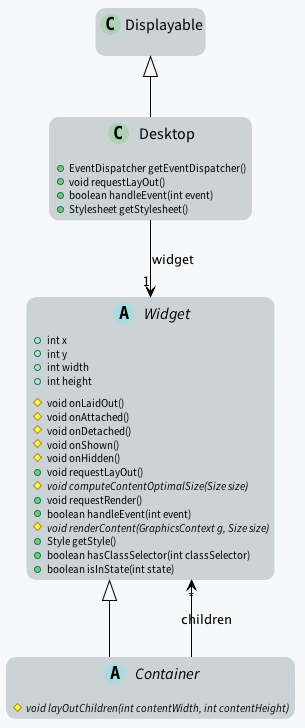 C Displayable
C Desktop
EventDispatcher getEventDispatcher()
void requestLayOut()
boolean handleEvent(int event)
Stylesheet getStylesheet()
widget
1
A Widget
int x
int y
int width
int height
void onLaidOut()
void onAttached()
void onDetached()
void onShown()
void onHidden()
void requestLayOut()
void computeContentOptimalSize(Size size)
void requestRender()
boolean handleEvent(int event)
void renderContent(GraphicsContext g, Size size)
Style getStyle()
boolean hasClassSelector(int classSelector)
boolean isInState(int state)
*
children
A Container
void layOutChildren(int contentWidth, int contentHeight)